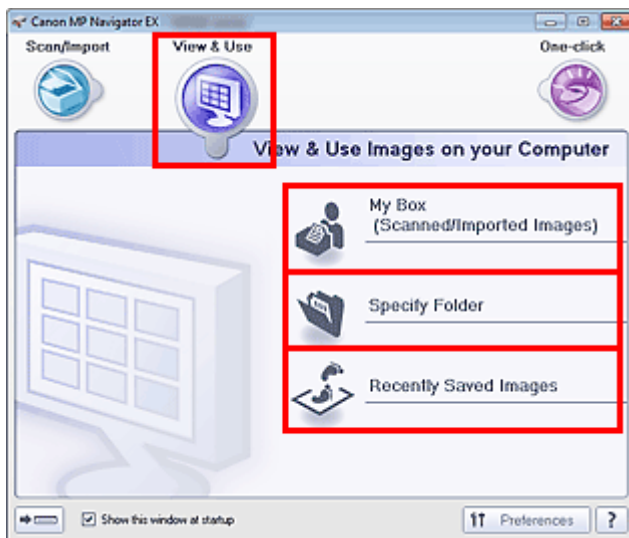 Canon MP Navigator EX
Scan/Import
View & Use
One-click
View & Use Images on your Computer
My Box
(Scanned/Imported Images)
Specify Folder
Recently Saved Images
Show this window at startup
Preferences
?